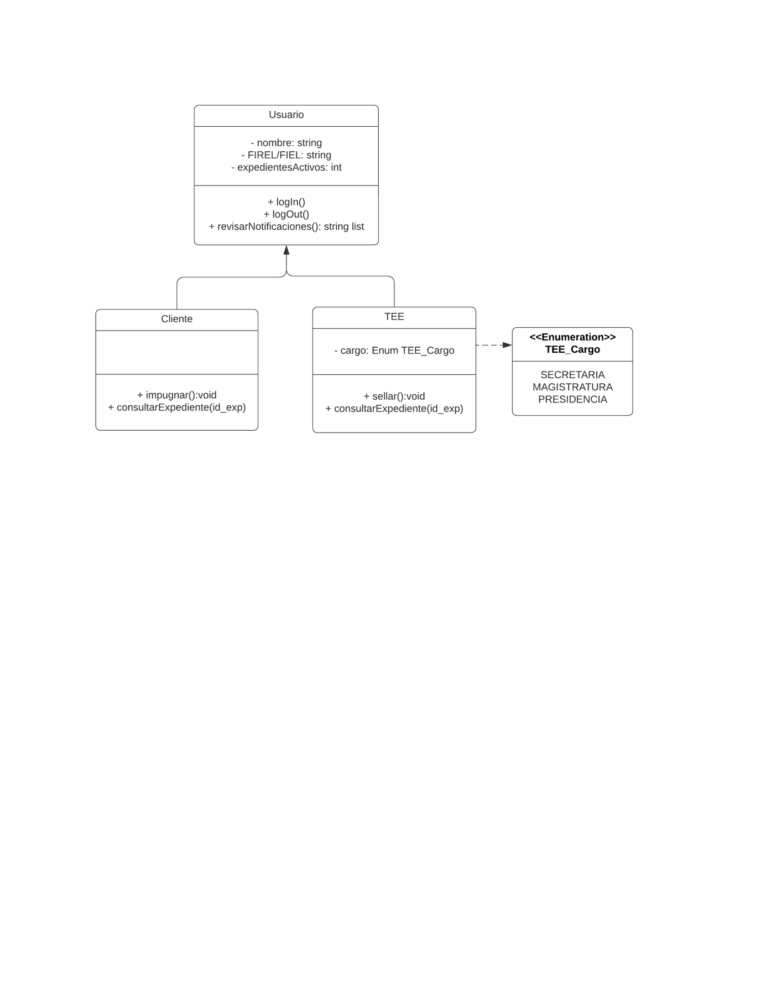 Usuario
- nombre: string
- FIREL/FIEL: string
- expedientesActivos: int
+ logIn()
+ logOut()
+ revisarNotificaciones(): string list
Cliente
+ impugnar():void
+ consultarExpediente(id_exp)
TEE
- cargo: Enum TEE_Cargo
+ sellar():void
+ consultarExpediente(id_exp)
<<Enumeration>>
TEE_Cargo
SECRETARIA
MAGISTRATURA
PRESIDENCIA